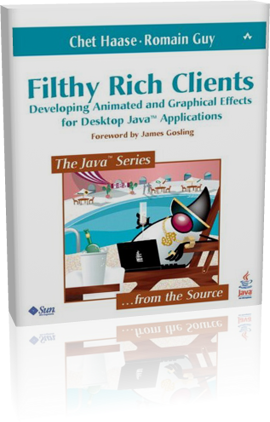 Chet Haase · Romain Guy
Filthy Rich Clients
Developing Animated and Graphical Effects
for Desktop Java™ Applications
Foreword by James Gosling
The Java™ Series
...from the Source
Sun
Java